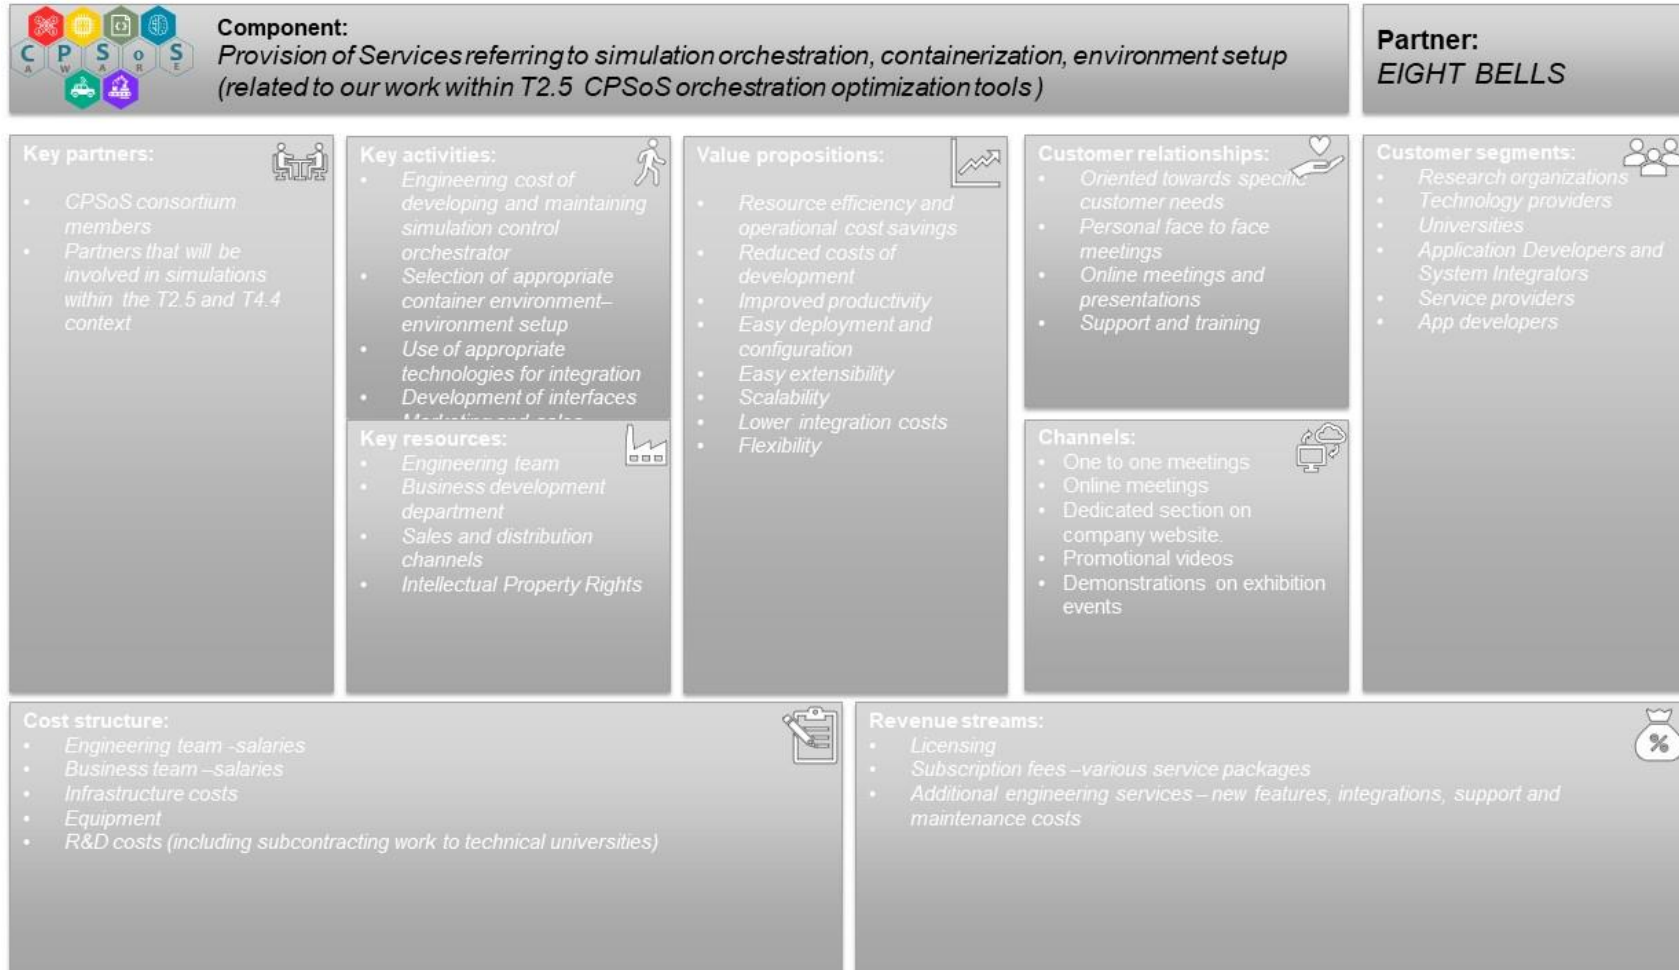 C P S o S
A W A R E
Component:
Provision of Services referring to simulation orchestration, containerization, environment setup
(related to our work within T2.5 CPSoS orchestration optimization tools )
Partner:
EIGHT BELLS
Key partners:
• CPSoS consortium
members
• Partners that will be
involved in simulations
within the T2.5 and T4.4
context
Key activities:
• Engineering cost of
developing and maintaining
simulation control
orchestrator
• Selection of appropriate
container environment–
environment setup
• Use of appropriate
technologies for integration
• Development of interfaces
• Marketing and sales
Key resources:
• Engineering team
• Business development
department
• Sales and distribution
channels
• Intellectual Property Rights
Value propositions:
• Resource efficiency and
operational cost savings
• Reduced costs of
development
• Improved productivity
• Easy deployment and
configuration
• Easy extensibility
• Scalability
• Lower integration costs
• Flexibility
Customer relationships:
• Oriented towards specific
customer needs
• Personal face to face
meetings
• Online meetings and
presentations
• Support and training
Channels:
• One to one meetings
• Online meetings
• Dedicated section on
company website.
• Promotional videos
• Demonstrations on exhibition
events
Customer segments:
• Research organizations
• Technology providers
• Universities
• Application Developers and
System Integrators
• Service providers
• App developers
Cost structure:
• Engineering team -salaries
• Business team –salaries
• Infrastructure costs
• Equipment
• R&D costs (including subcontracting work to technical universities)
Revenue streams:
• Licensing
• Subscription fees –various service packages
• Additional engineering services – new features, integrations, support and
maintenance costs
%